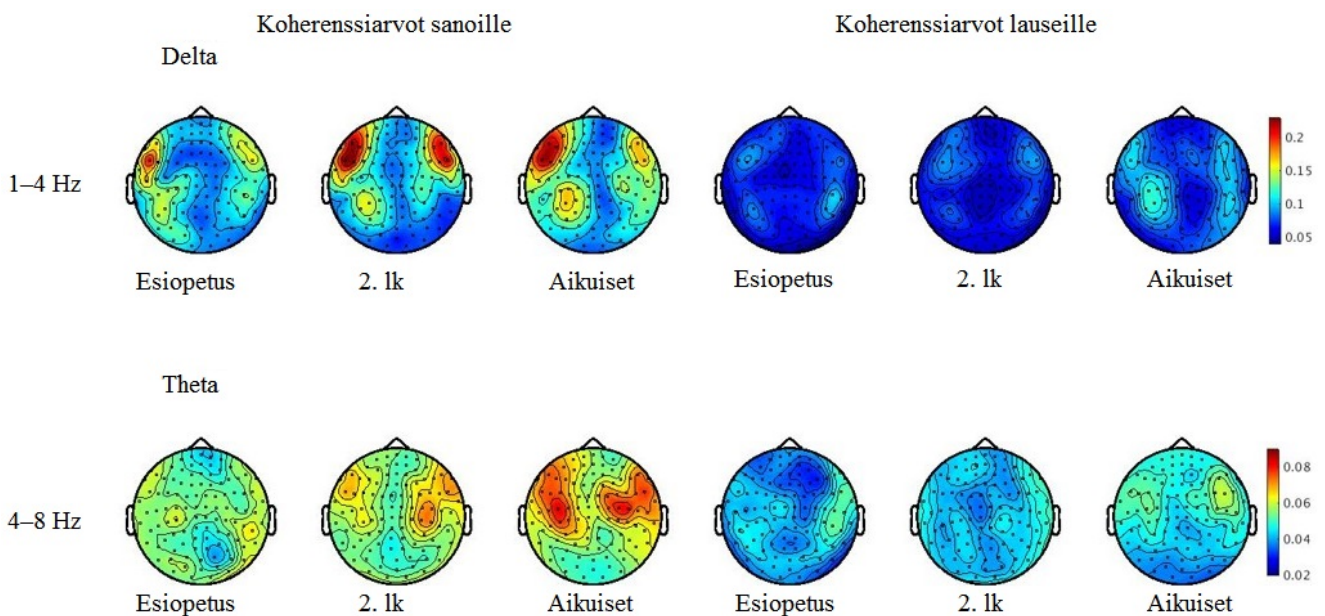 Koherenssiarvot sanoille Koherenssiarvot lauseille
Delta
1–4 Hz
0.2
0.15
0.1
0.05
Esiopetus 2. lk Aikuiset Esiopetus 2. lk Aikuiset
Theta
4–8 Hz
0.08
0.06
0.04
0.02
Esiopetus 2. lk Aikuiset Esiopetus 2. lk Aikuiset